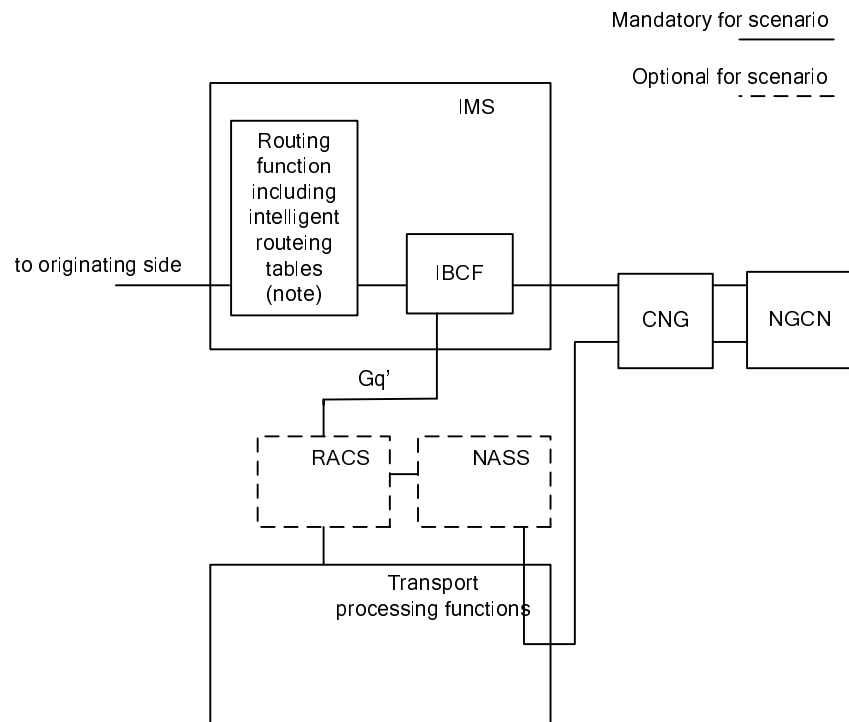 Mandatory for scenario
Optional for scenario
IMS
Routing
function
including
intelligent
routeing
tables
(note)
to originating side
IBCF
CNG
NGCN
Gq’
RACS
NASS
Transport
processing functions